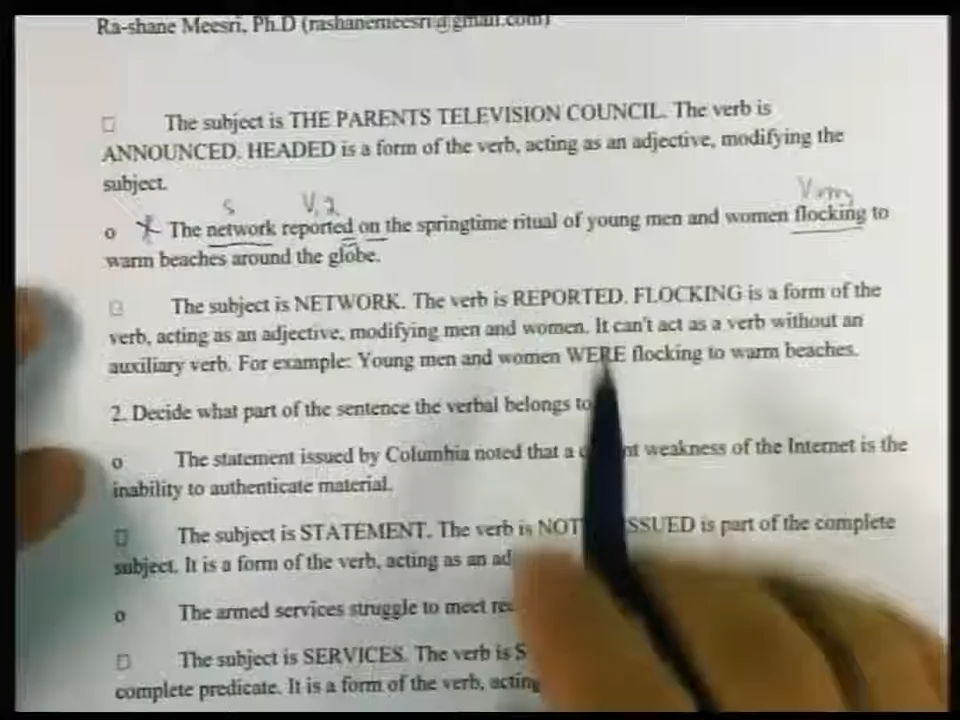 Ra-shane Meesri, Ph.D (rashanemeesri@gmail.com)
The subject is THE PARENTS TELEVISION COUNCIL. The verb is
ANNOUNCED. HEADED is a form of the verb, acting as an adjective, modifying the
subject.
S V.2 Ving
o The network reported on the springtime ritual of young men and women flocking to
warm beaches around the globe.
The subject is NETWORK. The verb is REPORTED. FLOCKING is a form of the
verb, acting as an adjective, modifying men and women. It can't act as a verb without an
auxiliary verb. For example: Young men and women WERE flocking to warm beaches.
2. Decide what part of the sentence the verbal belongs to
o The statement issued by Columbia noted that a weakness of the Internet is the
inability to authenticate material.
The subject is STATEMENT. The verb is is part of the complete
subject. It is a form of the verb, acting as an
o The armed services struggle to meet
The subject is SERVICES. The verb is
complete predicate. It is a form of the verb, acting